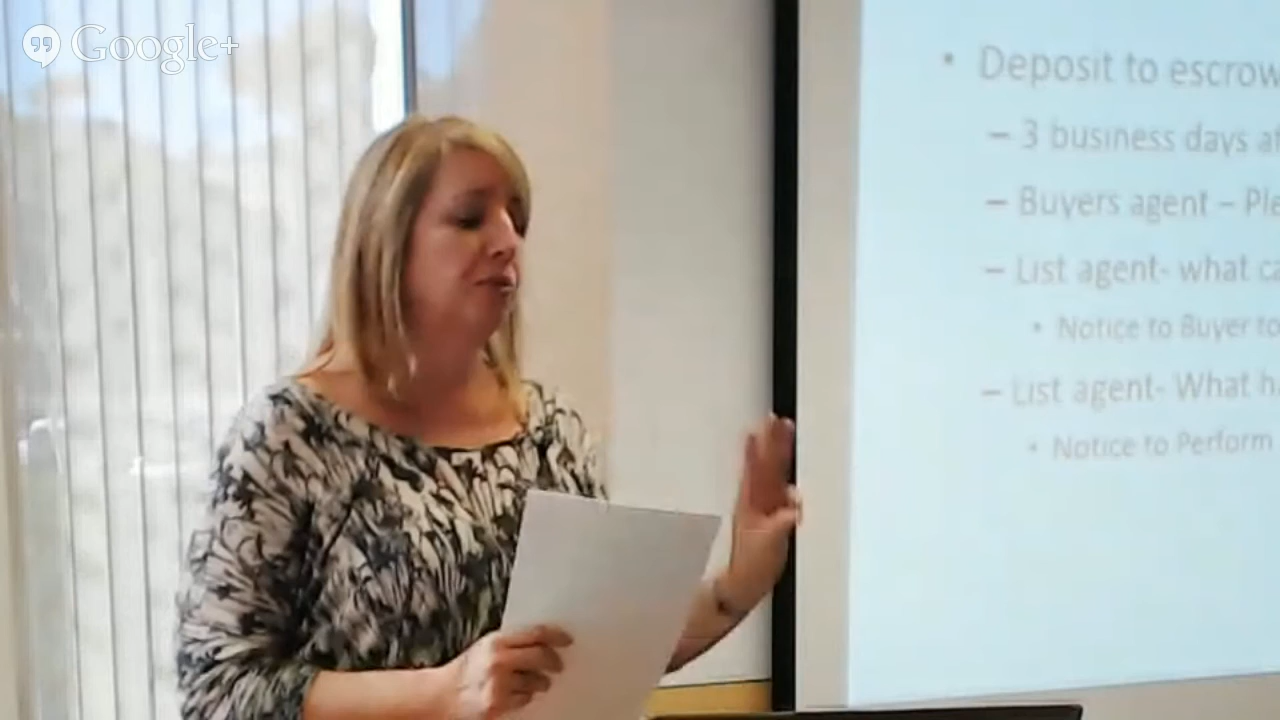 Google+
• Deposit to escrow
– 3 business days
– Buyers agent –
– List agent- what
• Notice to Buyer to
– List agent- What
• Notice to Perform